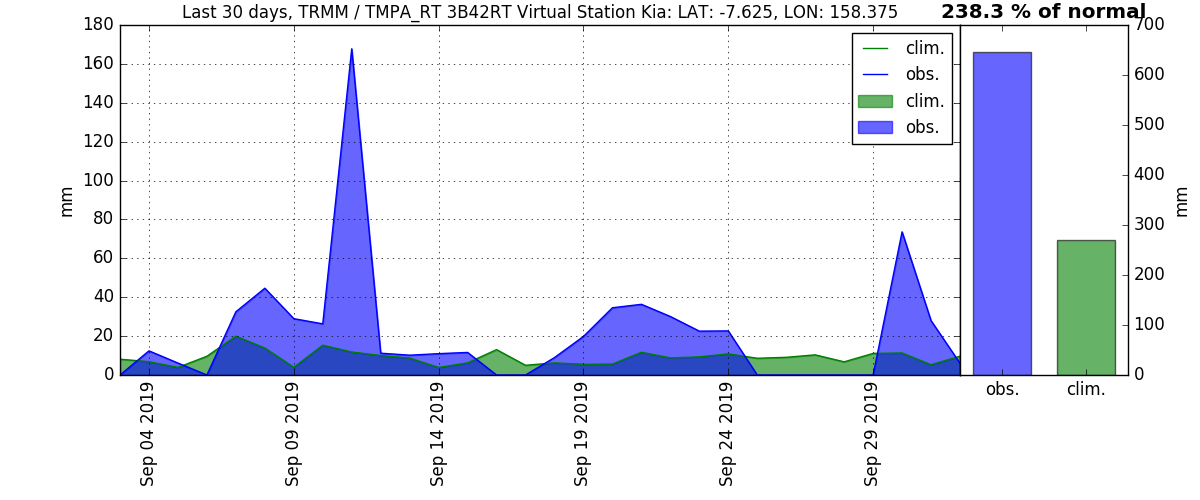 Last 30 days, TRMM / TMPA_RT 3B42RT Virtual Station Kia: LAT: -7.625, LON: 158.375
238.3 % of normal
180
160
140
120
100
80
60
40
20
0
mm
clim.
obs.
clim.
obs.
Sep 04 2019
Sep 09 2019
Sep 14 2019
Sep 19 2019
Sep 24 2019
Sep 29 2019
700
600
500
400
300
200
100
0
mm
obs.
clim.